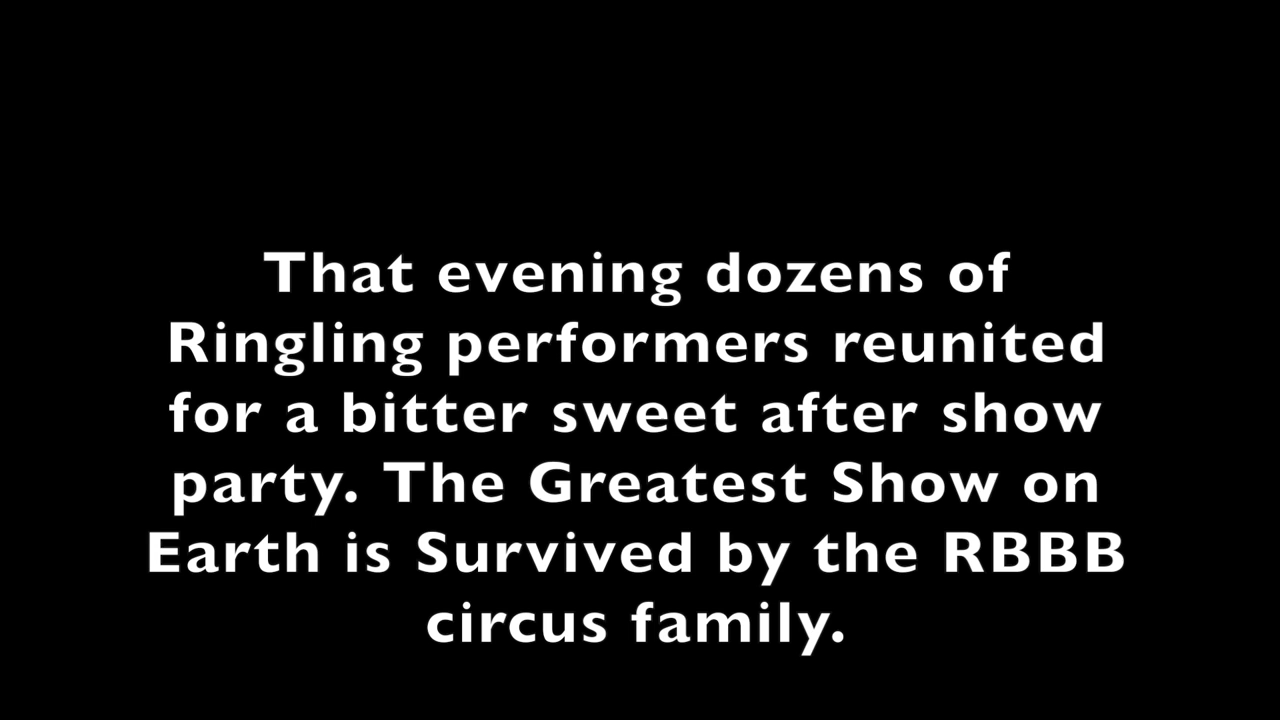 That evening dozens of
Ringling performers reunited
for a bitter sweet after show
party. The Greatest Show on
Earth is Survived by the RBBB
circus family.